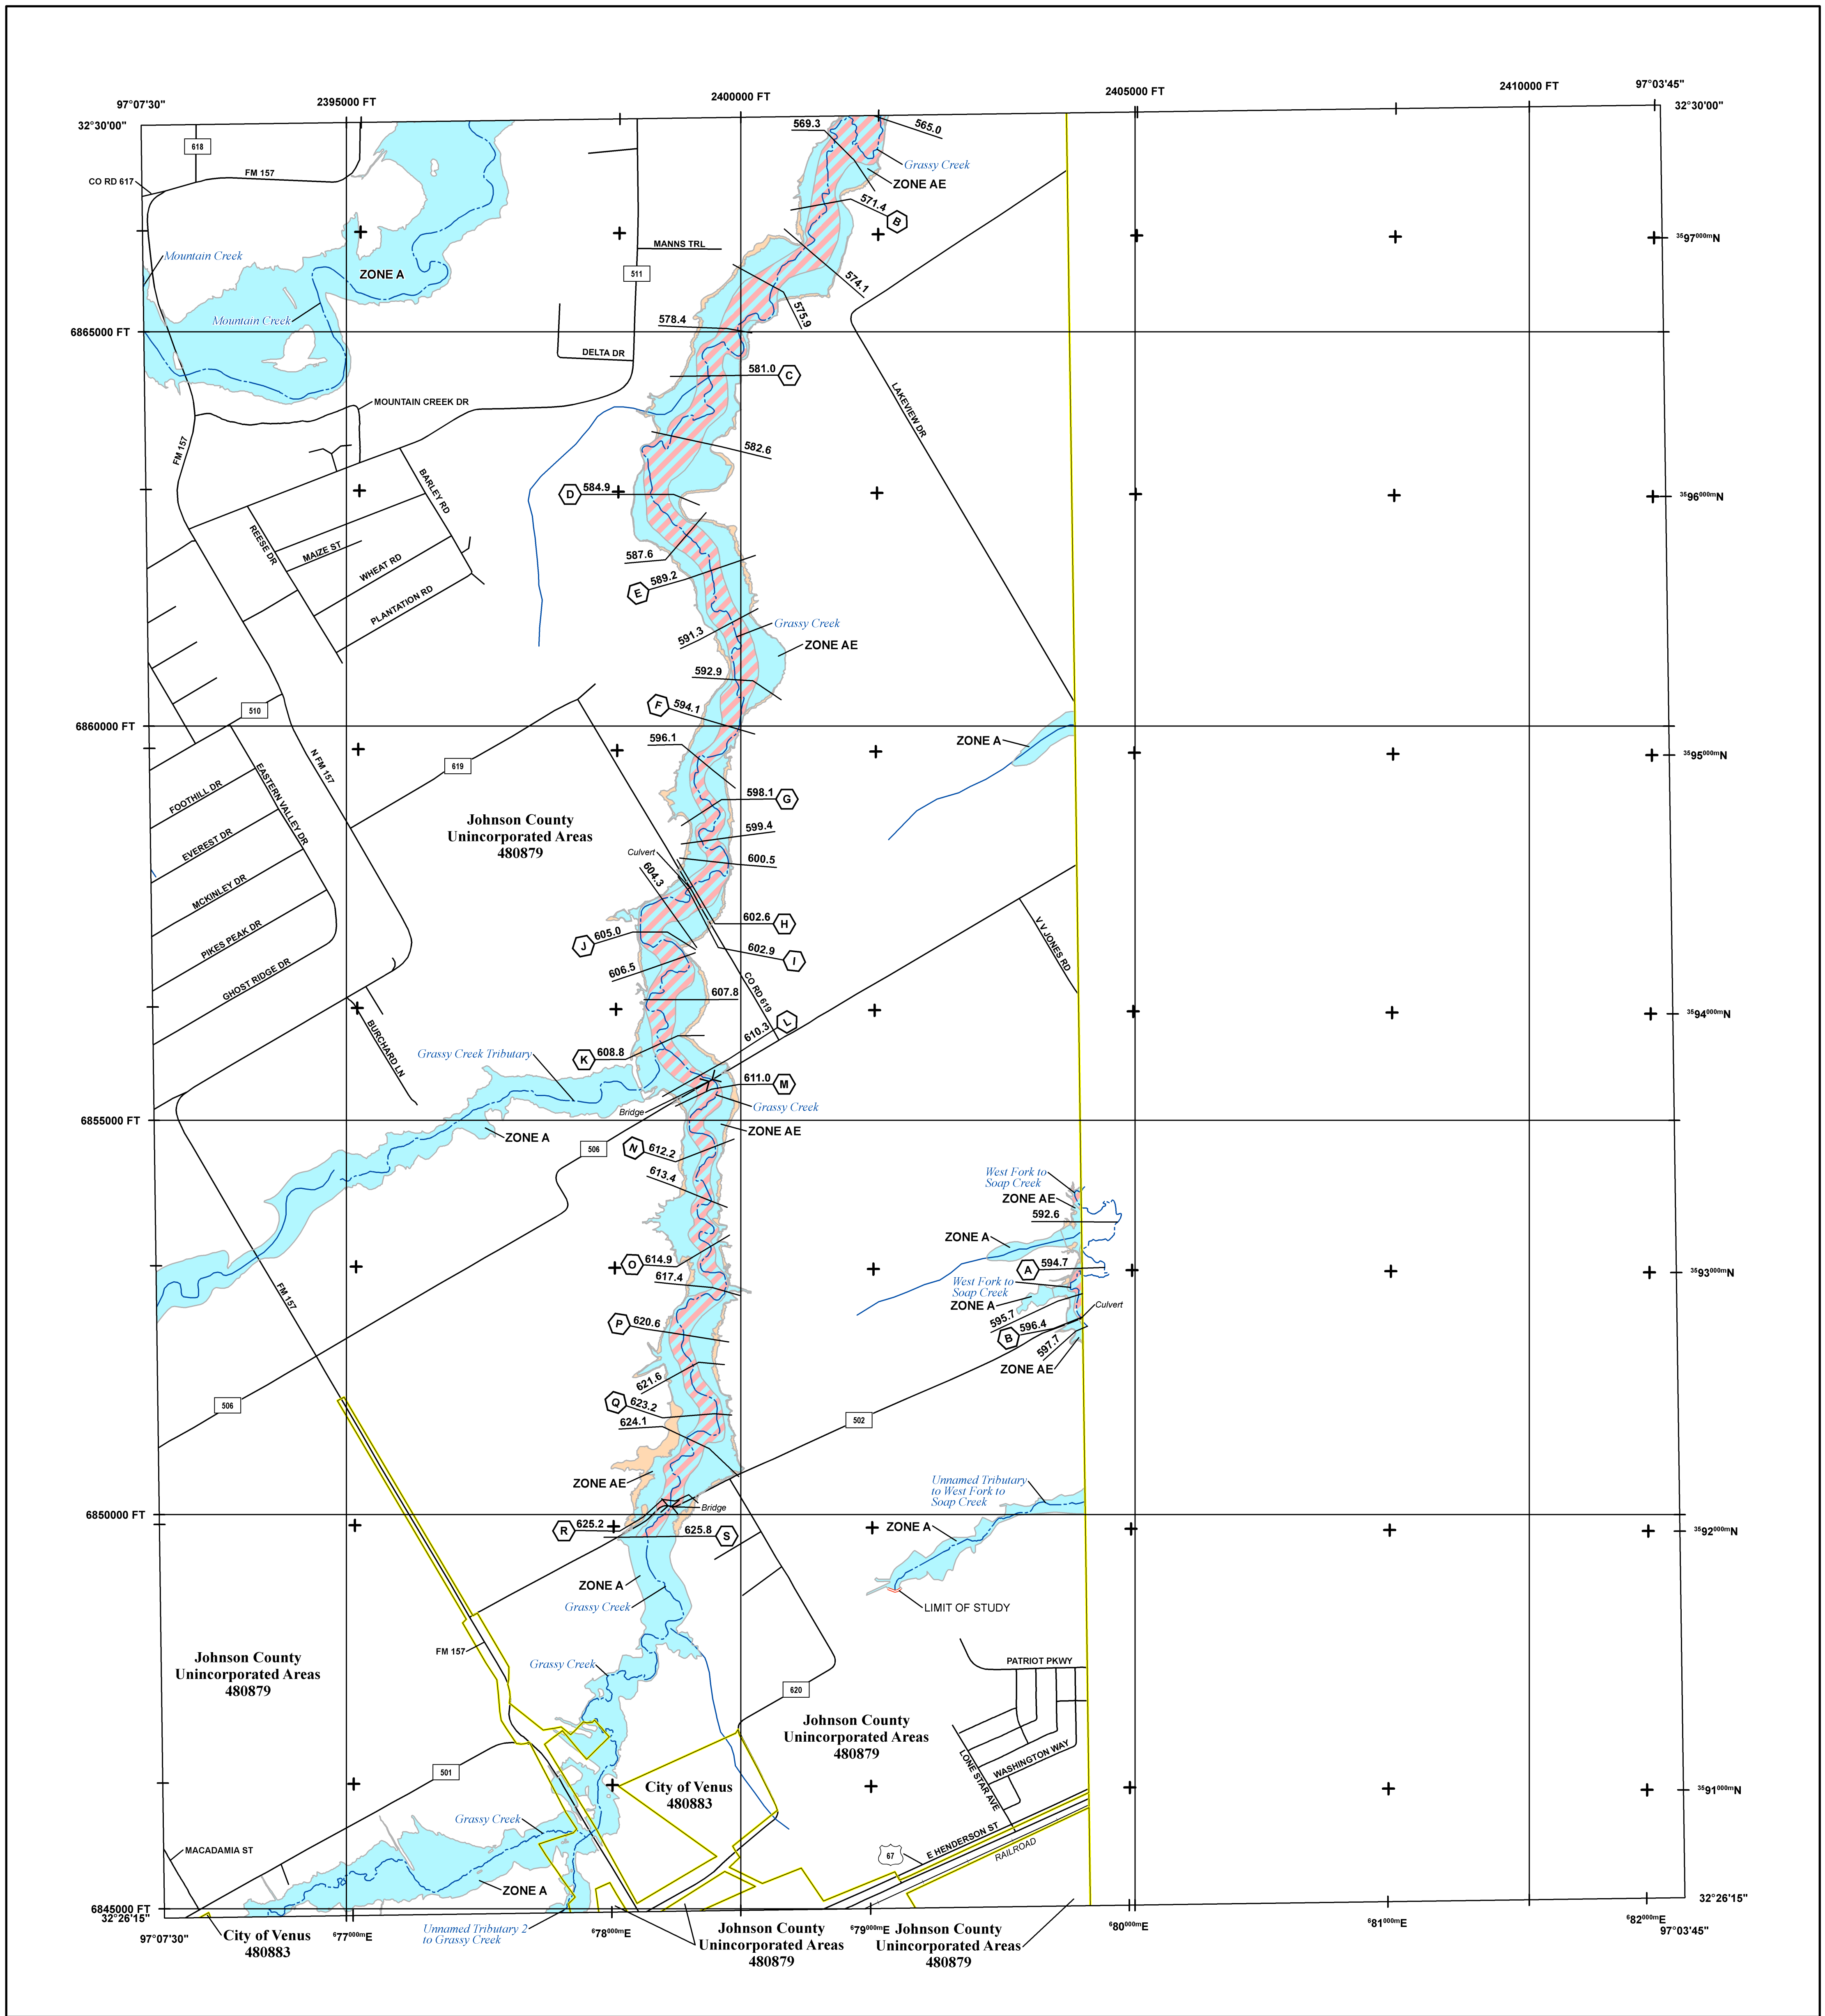 97°07'30"
2395000 FT
2400000 FT
2405000 FT
2410000 FT
97°03'45"
32°30'00"
32°30'00"
618
CO RD 617
FM 157
569.3
565.0
Grassy Creek
ZONE AE
571.4
B
MANNS TRL
511
Mountain Creek
ZONE A
3597000mN
574.1
575.9
Mountain Creek
578.4
6865000 FT
DELTA DR
581.0
C
MOUNTAIN CREEK DR
LAKEVIEW DR
FM 157
582.6
BARLEY RD
D
584.9
3596000mN
REESE DR
MAIZE ST
WHEAT RD
PLANTATION RD
587.6
E
589.2
591.3
Grassy Creek
ZONE AE
592.9
F
594.1
510
6860000 FT
596.1
ZONE A
3595000mN
N FM 157
619
FOOTHILL DR
EASTERN VALLEY DR
598.1
G
Johnson County
Unincorporated Areas
480879
599.4
EVEREST DR
Culvert
600.5
604.3
MCKINLEY DR
602.6
H
V V JONES RD
PIKES PEAK DR
J
605.0
602.9
I
GHOST RIDGE DR
606.5
CO RD 619
607.8
3594000mN
BURCHARD LN
610.3
L
Grassy Creek Tributary
K
608.8
611.0
M
Bridge
Grassy Creek
6855000 FT
ZONE A
ZONE AE
506
N
612.2
613.4
West Fork to
Soap Creek
ZONE AE
592.6
ZONE A
O
614.9
A
594.7
3593000mN
617.4
West Fork to
Soap Creek
ZONE A
FM 157
Culvert
595.7
P
620.6
B
596.4
597.7
ZONE AE
621.6
506
Q
623.2
624.1
502
ZONE AE
Unnamed Tributary
to West Fork to
Soap Creek
Bridge
6850000 FT
R
625.2
625.8
S
ZONE A
3592000mN
ZONE A
Grassy Creek
LIMIT OF STUDY
FM 157
Johnson County
Unincorporated Areas
480879
Grassy Creek
PATRIOT PKWY
620
Johnson County
Unincorporated Areas
480879
LONE STAR AVE
WASHINGTON WAY
501
City of Venus
480883
3591000mN
Grassy Creek
E HENDERSON ST
67
RAILROAD
MACADAMIA ST
ZONE A
6845000 FT
32°26'15"
32°26'15"
97°07'30"
City of Venus
480883
677000mE
Unnamed Tributary 2
to Grassy Creek
678000mE
Johnson County
Unincorporated Areas
480879
679000mE
Johnson County
Unincorporated Areas
480879
680000mE
681000mE
682000mE
97°03'45"